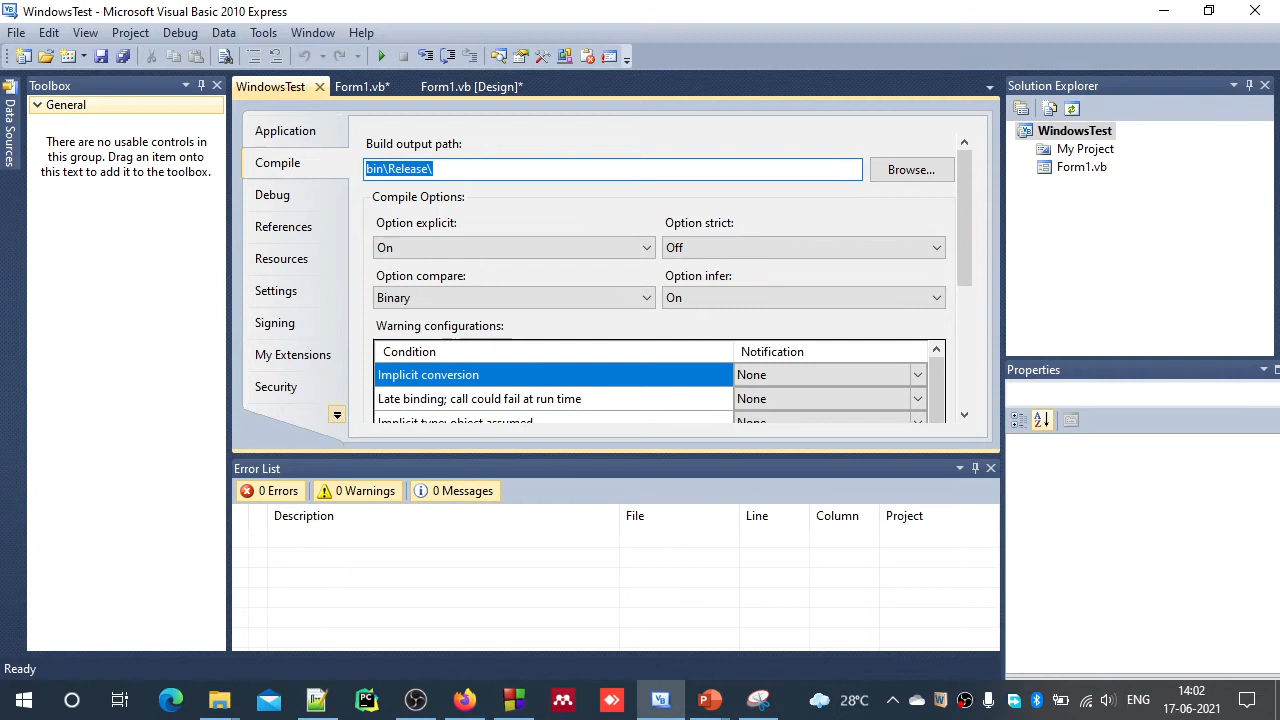 WindowsTest - Microsoft Visual Basic 2010 Express
File Edit View Project Debug Data Tools Window Help
Data Sources
Toolbox
General
There are no usable controls in
this group. Drag an item onto
this text to add it to the toolbox.
WindowsTest Form1.vb* Form1.vb [Design]*
Application
Compile
Debug
References
Resources
Settings
Signing
My Extensions
Security
Build output path:
bin\Release\
Browse...
Compile Options:
Option explicit: Option strict:
On Off
Option compare: Option infer:
Binary On
Warning configurations:
Condition Notification
Implicit conversion None
Late binding; call could fail at run time None
Implicit type; object assumed None
Error List
0 Errors 0 Warnings 0 Messages
Description File Line Column Project
Solution Explorer
WindowsTest
My Project
Form1.vb
Properties
Ready
28°C ENG 14:02
17-06-2021